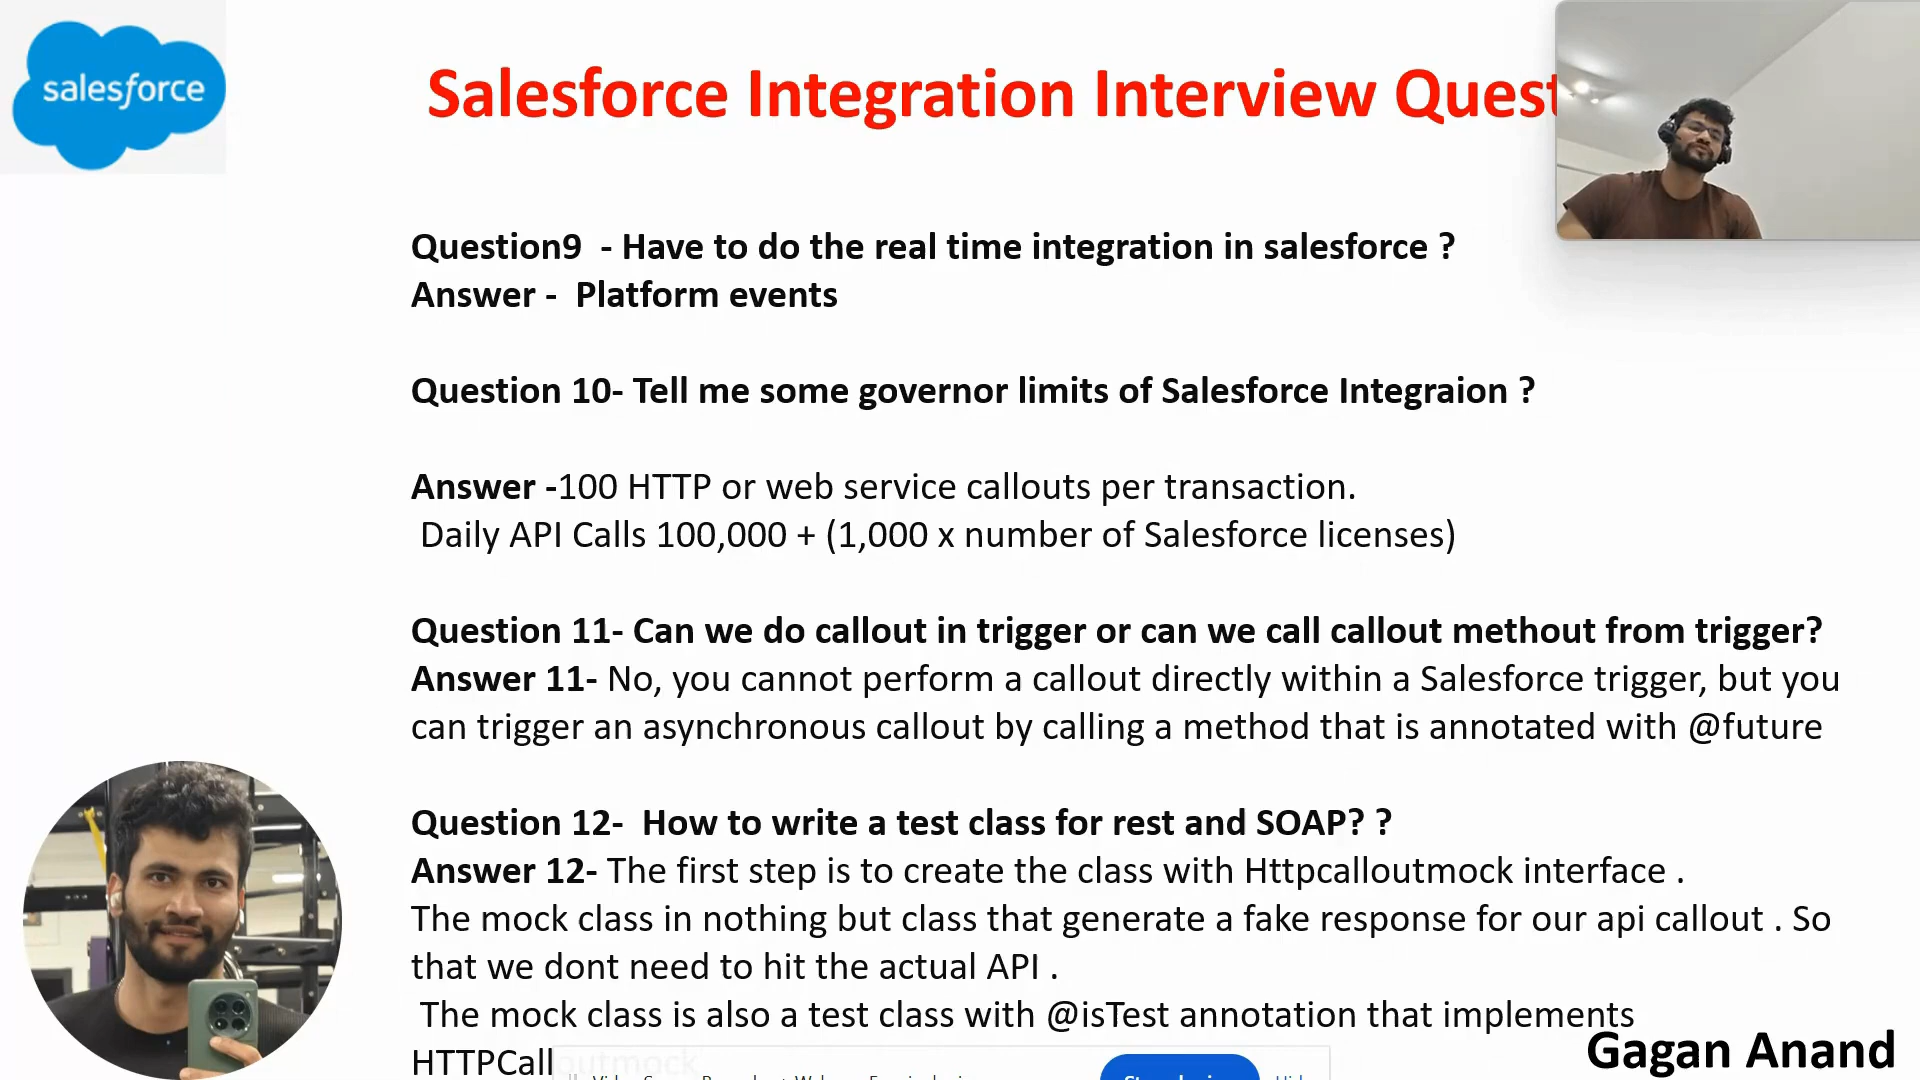 salesforce
Salesforce Integration Interview Quest
Question9 - Have to do the real time integration in salesforce ?
Answer - Platform events
Question 10- Tell me some governor limits of Salesforce Integraion ?
Answer -100 HTTP or web service callouts per transaction.
Daily API Calls 100,000 + (1,000 x number of Salesforce licenses)
Question 11- Can we do callout in trigger or can we call callout methout from trigger?
Answer 11- No, you cannot perform a callout directly within a Salesforce trigger, but you
can trigger an asynchronous callout by calling a method that is annotated with @future
Question 12- How to write a test class for rest and SOAP? ?
Answer 12- The first step is to create the class with Httpcalloutmock interface .
The mock class in nothing but class that generate a fake response for our api callout . So
that we dont need to hit the actual API .
The mock class is also a test class with @isTest annotation that implements
HTTPCalloutmock
Gagan Anand